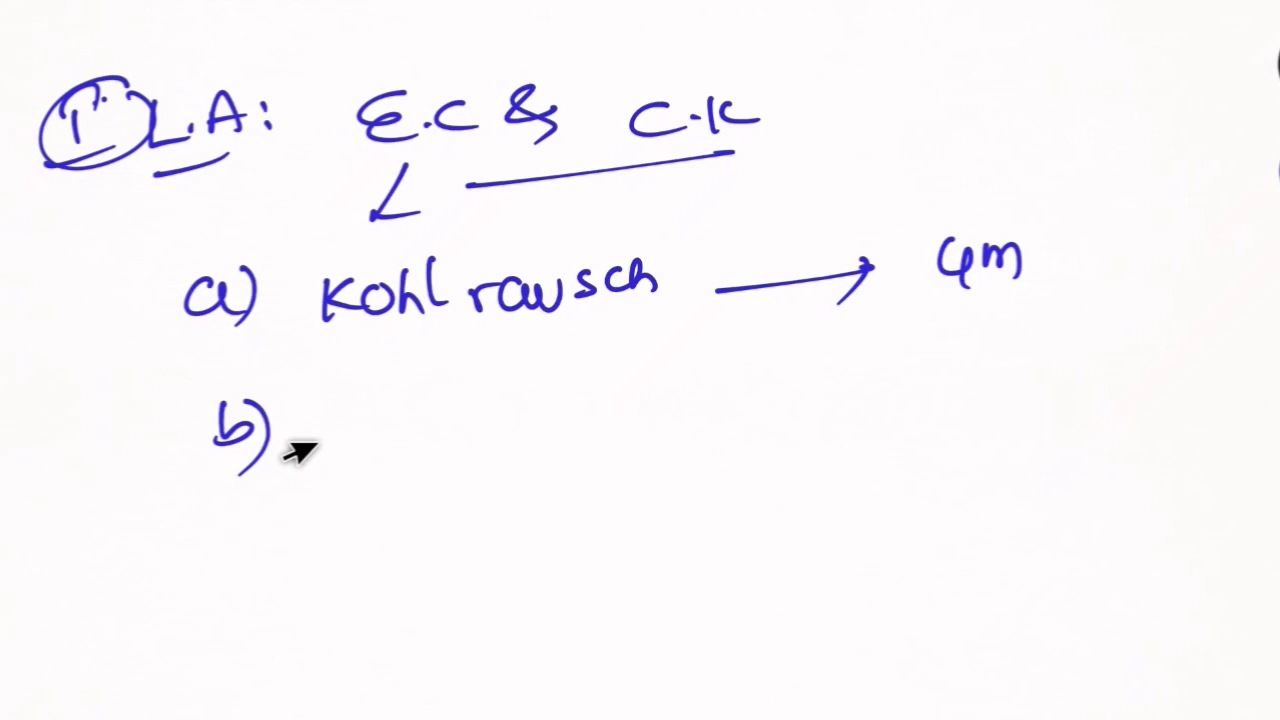 1. L.A: E.C & C.K
a) Kohlrausch → 4m
b)